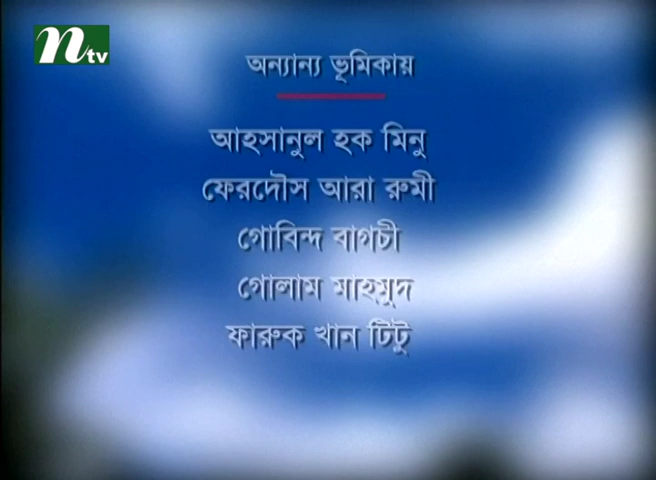 ntv
অন্যান্য ভূমিকায়
আহসানুল হক মিনু
ফেরদৌস আরা রুমী
গোবিন্দ বাগচী
গোলাম মাহমুদ
ফারুক খান টিটু